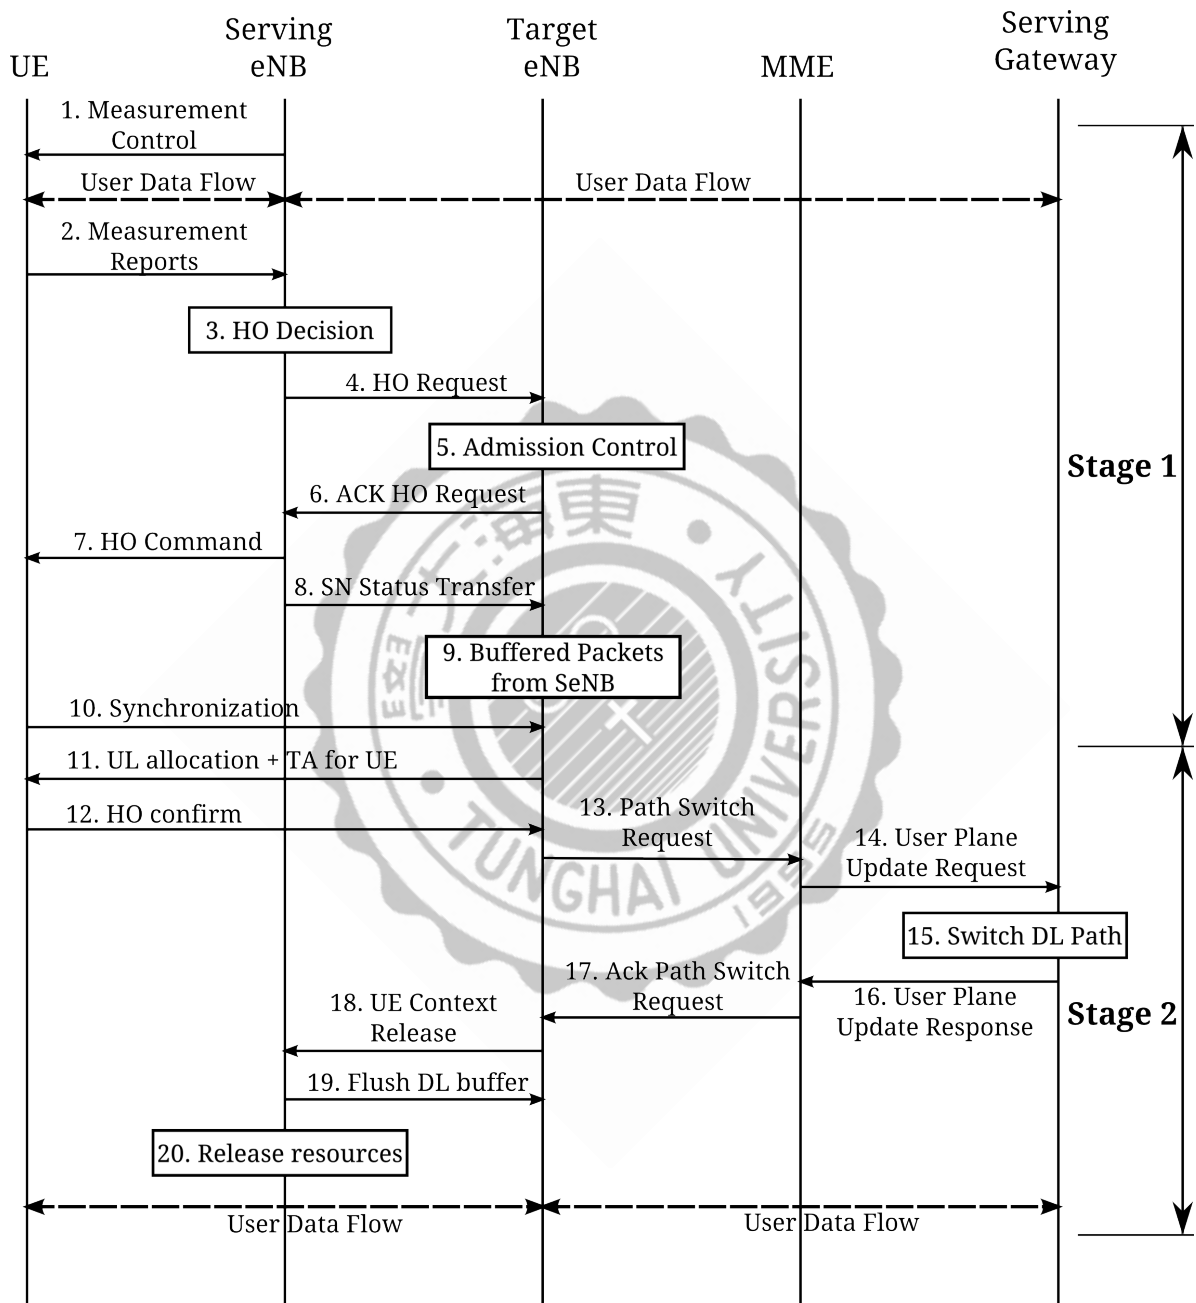 UE
Serving
eNB
Target
eNB
MME
Serving
Gateway
1. Measurement
Control
User Data Flow
User Data Flow
2. Measurement
Reports
3. HO Decision
4. HO Request
5. Admission Control
Stage 1
6. ACK HO Request
7. HO Command
8. SN Status Transfer
9. Buffered Packets
from SeNB
10. Synchronization
11. UL allocation + TA for UE
12. HO confirm
13. Path Switch
Request
14. User Plane
Update Request
15. Switch DL Path
17. Ack Path Switch
Request
16. User Plane
Update Response
Stage 2
18. UE Context
Release
19. Flush DL buffer
20. Release resources
User Data Flow
User Data Flow
東海大
TUNGHAI UNIVERSITY
1955